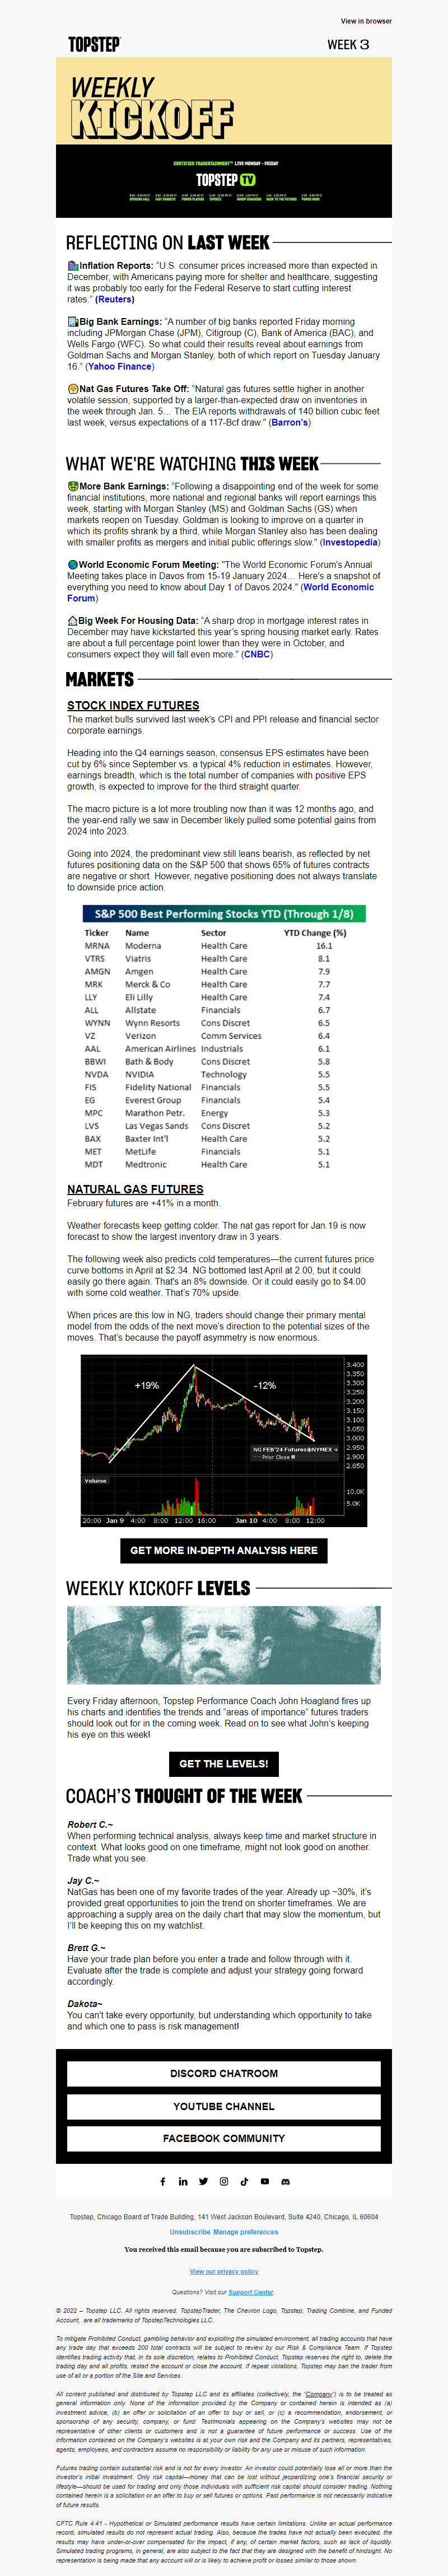 View in browser
TOPSTEP
WEEK 3
WEEKLY
KICKOFF
CERTIFIED TRADERTAINMENT™ LIVE MONDAY - FRIDAY
TOPSTEP TV
OPENING BELL FAST MARKETS POWER PLAYERS TOPGOLF GROUP COACHING BACK TO THE FUTURES POWER HOUR
REFLECTING ON LAST WEEK
Inflation Reports: "U.S. consumer prices increased more than expected in
December, with Americans paying more for shelter and healthcare, suggesting
it was probably too early for the Federal Reserve to start cutting interest
rates." (Reuters)
Big Bank Earnings: "A number of big banks reported Friday morning
including JPMorgan Chase (JPM), Citigroup (C), Bank of America (BAC), and
Wells Fargo (WFC). So what could their results reveal about earnings from
Goldman Sachs and Morgan Stanley, both of which report on Tuesday January
16." (Yahoo Finance)
Nat Gas Futures Take Off: "Natural gas futures settle higher in another
volatile session, supported by a larger-than-expected draw on inventories in
the week through Jan. 5… The EIA reports withdrawals of 140 billion cubic feet
last week, versus expectations of a 117-Bcf draw." (Barron's)
WHAT WE'RE WATCHING THIS WEEK
More Bank Earnings: "Following a disappointing end of the week for some
financial institutions, more national and regional banks will report earnings this
week, starting with Morgan Stanley (MS) and Goldman Sachs (GS) when
markets reopen on Tuesday. Goldman is looking to improve on a quarter in
which its profits shrank by a third, while Morgan Stanley also has been dealing
with smaller profits as mergers and initial public offerings slow." (Investopedia)
World Economic Forum Meeting: "The World Economic Forum's Annual
Meeting takes place in Davos from 15-19 January 2024… Here's a snapshot of
everything you need to know about Day 1 of Davos 2024." (World Economic
Forum)
Big Week For Housing Data: "A sharp drop in mortgage interest rates in
December may have kickstarted this year's spring housing market early. Rates
are about a full percentage point lower than they were in October, and
consumers expect they will fall even more." (CNBC)
MARKETS
STOCK INDEX FUTURES
The market bulls survived last week's CPI and PPI release and financial sector
corporate earnings.
Heading into the Q4 earnings season, consensus EPS estimates have been
cut by 6% since September vs. a typical 4% reduction in estimates. However,
earnings breadth, which is the total number of companies with positive EPS
growth, is expected to improve for the third straight quarter.
The macro picture is a lot more troubling now than it was 12 months ago, and
the year-end rally we saw in December likely pulled some potential gains from
2024 into 2023.
Going into 2024, the predominant view still leans bearish, as reflected by net
futures positioning data on the S&P 500 that shows 65% of futures contracts
are negative or short. However, negative positioning does not always translate
to downside price action.
S&P 500 Best Performing Stocks YTD (Through 1/8)
Ticker Name Sector YTD Change (%)
MRNA Moderna Health Care 16.1
VTRS Viatris Health Care 8.1
AMGN Amgen Health Care 7.9
MRK Merck & Co Health Care 7.7
LLY Eli Lilly Health Care 7.4
ALL Allstate Financials 6.7
WYNN Wynn Resorts Cons Discret 6.5
VZ Verizon Comm Services 6.4
AAL American Airlines Industrials 6.1
BBWI Bath & Body Cons Discret 5.8
NVDA NVIDIA Technology 5.5
FIS Fidelity National Financials 5.5
EG Everest Group Financials 5.4
MPC Marathon Petr. Energy 5.3
LVS Las Vegas Sands Cons Discret 5.2
BAX Baxter Int'l Health Care 5.2
MET MetLife Financials 5.1
MDT Medtronic Health Care 5.1
NATURAL GAS FUTURES
February futures are +41% in a month.
Weather forecasts keep getting colder. The nat gas report for Jan.19 is now
forecast to show the largest inventory draw in 3 years.
The following week also predicts cold temperatures—the current futures price
curve bottoms in April at $2.34. NG bottomed last April at 2.00, but it could
easily go there again. That's an 8% downside. Or it could easily go to $4.00
with some cold weather. That's 70% upside.
When prices are this low in NG, traders should change their primary mental
model from the odds of the next move's direction to the potential sizes of the
moves. That's because the payoff asymmetry is now enormous.
+19%
-12%
3.400
3.350
3.300
3.250
3.200
3.150
3.100
3.050
3.000
2.950
2.900
2.850
NG FEB'24 Futures@NYMEX
Prior Close
Volume
10.0K
5.0K
20:00 Jan 9 4:00 8:00 12:00 16:00 Jan 10 4:00 8:00 12:00
GET MORE IN-DEPTH ANALYSIS HERE
WEEKLY KICKOFF LEVELS
Every Friday afternoon, Topstep Performance Coach John Hoagland fires up
his charts and identifies the trends and "areas of importance" futures traders
should look out for in the coming week. Read on to see what John's keeping
his eye on this week!
GET THE LEVELS!
COACH'S THOUGHT OF THE WEEK
Robert C.~
When performing technical analysis, always keep time and market structure in
context. What looks good on one timeframe, might not look good on another.
Trade what you see.
Jay C.~
NatGas has been one of my favorite trades of the year. Already up ~30%, it's
provided great opportunities to join the trend on shorter timeframes. We are
approaching a supply area on the daily chart that may slow the momentum, but
I'll be keeping this on my watchlist.
Brett G.~
Have your trade plan before you enter a trade and follow through with it.
Evaluate after the trade is complete and adjust your strategy going forward
accordingly.
Dakota~
You can't take every opportunity, but understanding which opportunity to take
and which one to pass is risk management!
DISCORD CHATROOM
YOUTUBE CHANNEL
FACEBOOK COMMUNITY
Topstep, Chicago Board of Trade Building, 141 West Jackson Boulevard, Suite 4240, Chicago, IL 60604
Unsubscribe Manage preferences
You received this email because you are subscribed to Topstep.
View our privacy policy
Questions? Visit our Support Center.
© 2022 – Topstep LLC. All rights reserved. TopstepTrader, The Chevron Logo, Topstep, Trading Combine, and Funded
Account, are all trademarks of TopstepTechnologies LLC.
To mitigate Prohibited Conduct, gambling behavior and exploiting the simulated environment, all trading accounts that have
any trade day that exceeds 200 total contracts will be subject to review by our Risk & Compliance Team. If Topstep
identifies trading activity that, in its sole discretion, relates to Prohibited Conduct, Topstep reserves the right to, delete the
trading day and all profits, restart the account or close the account. If repeat violations, Topstep may ban the trader from
use of all or a portion of the Site and Services.
All content published and distributed by Topstep LLC and its affiliates (collectively, the "Company") is to be treated as
general information only. None of the information provided by the Company or contained herein is intended as (a)
investment advice, (b) an offer or solicitation of an offer to buy or sell, or (c) a recommendation, endorsement, or
sponsorship of any security, company, or fund. Testimonials appearing on the Company's websites may not be
representative of other clients or customers and is not a guarantee of future performance or success. Use of the
information contained on the Company's websites is at your own risk and the Company and its partners, representatives,
agents, employees, and contractors assume no responsibility or liability for any use or misuse of such information.
Futures trading contain substantial risk and is not for every investor. An investor could potentially lose all or more than the
investor's initial investment. Only risk capital—money that can be lost without jeopardizing one's financial security or
lifestyle—should be used for trading and only those individuals with sufficient risk capital should consider trading. Nothing
contained herein is a solicitation or an offer to buy or sell futures or options. Past performance is not necessarily indicative
of future results.
CFTC Rule 4.41 - Hypothetical or Simulated performance results have certain limitations. Unlike an actual performance
record, simulated results do not represent actual trading. Also, because the trades have not actually been executed, the
results may have under-or-over compensated for the impact, if any, of certain market factors, such as lack of liquidity.
Simulated trading programs, in general, are also subject to the fact that they are designed with the benefit of hindsight. No
representation is being made that any account will or is likely to achieve profit or losses similar to those shown.